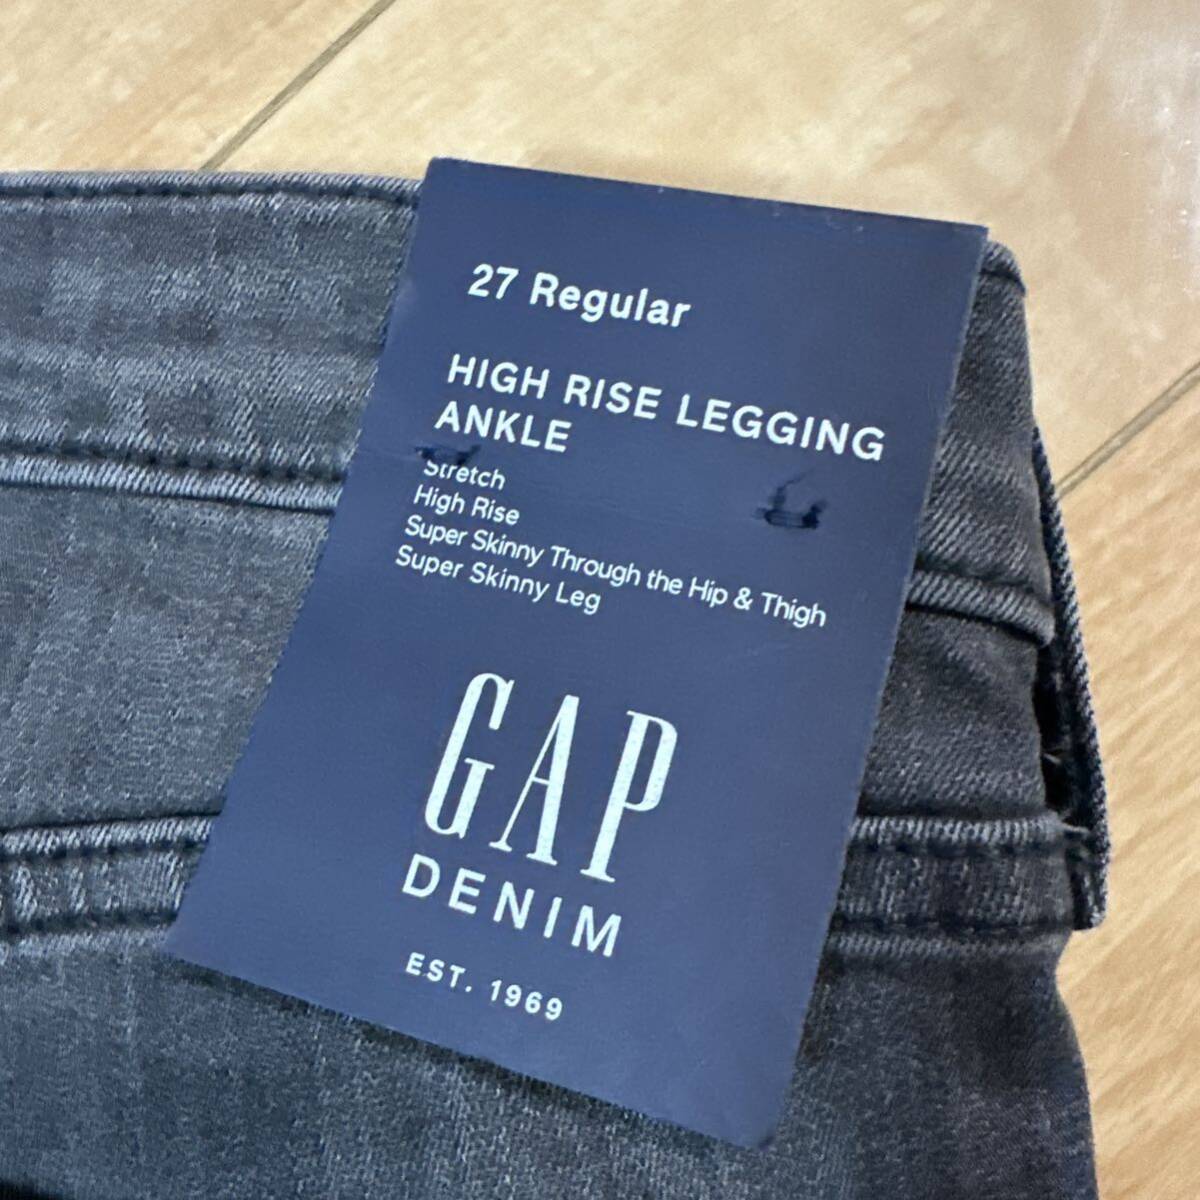 27 Regular
HIGH RISE LEGGING
ANKLE
Stretch
High Rise
Super Skinny Through the Hip & Thigh
Super Skinny Leg
GAP
DENIM
EST. 1969